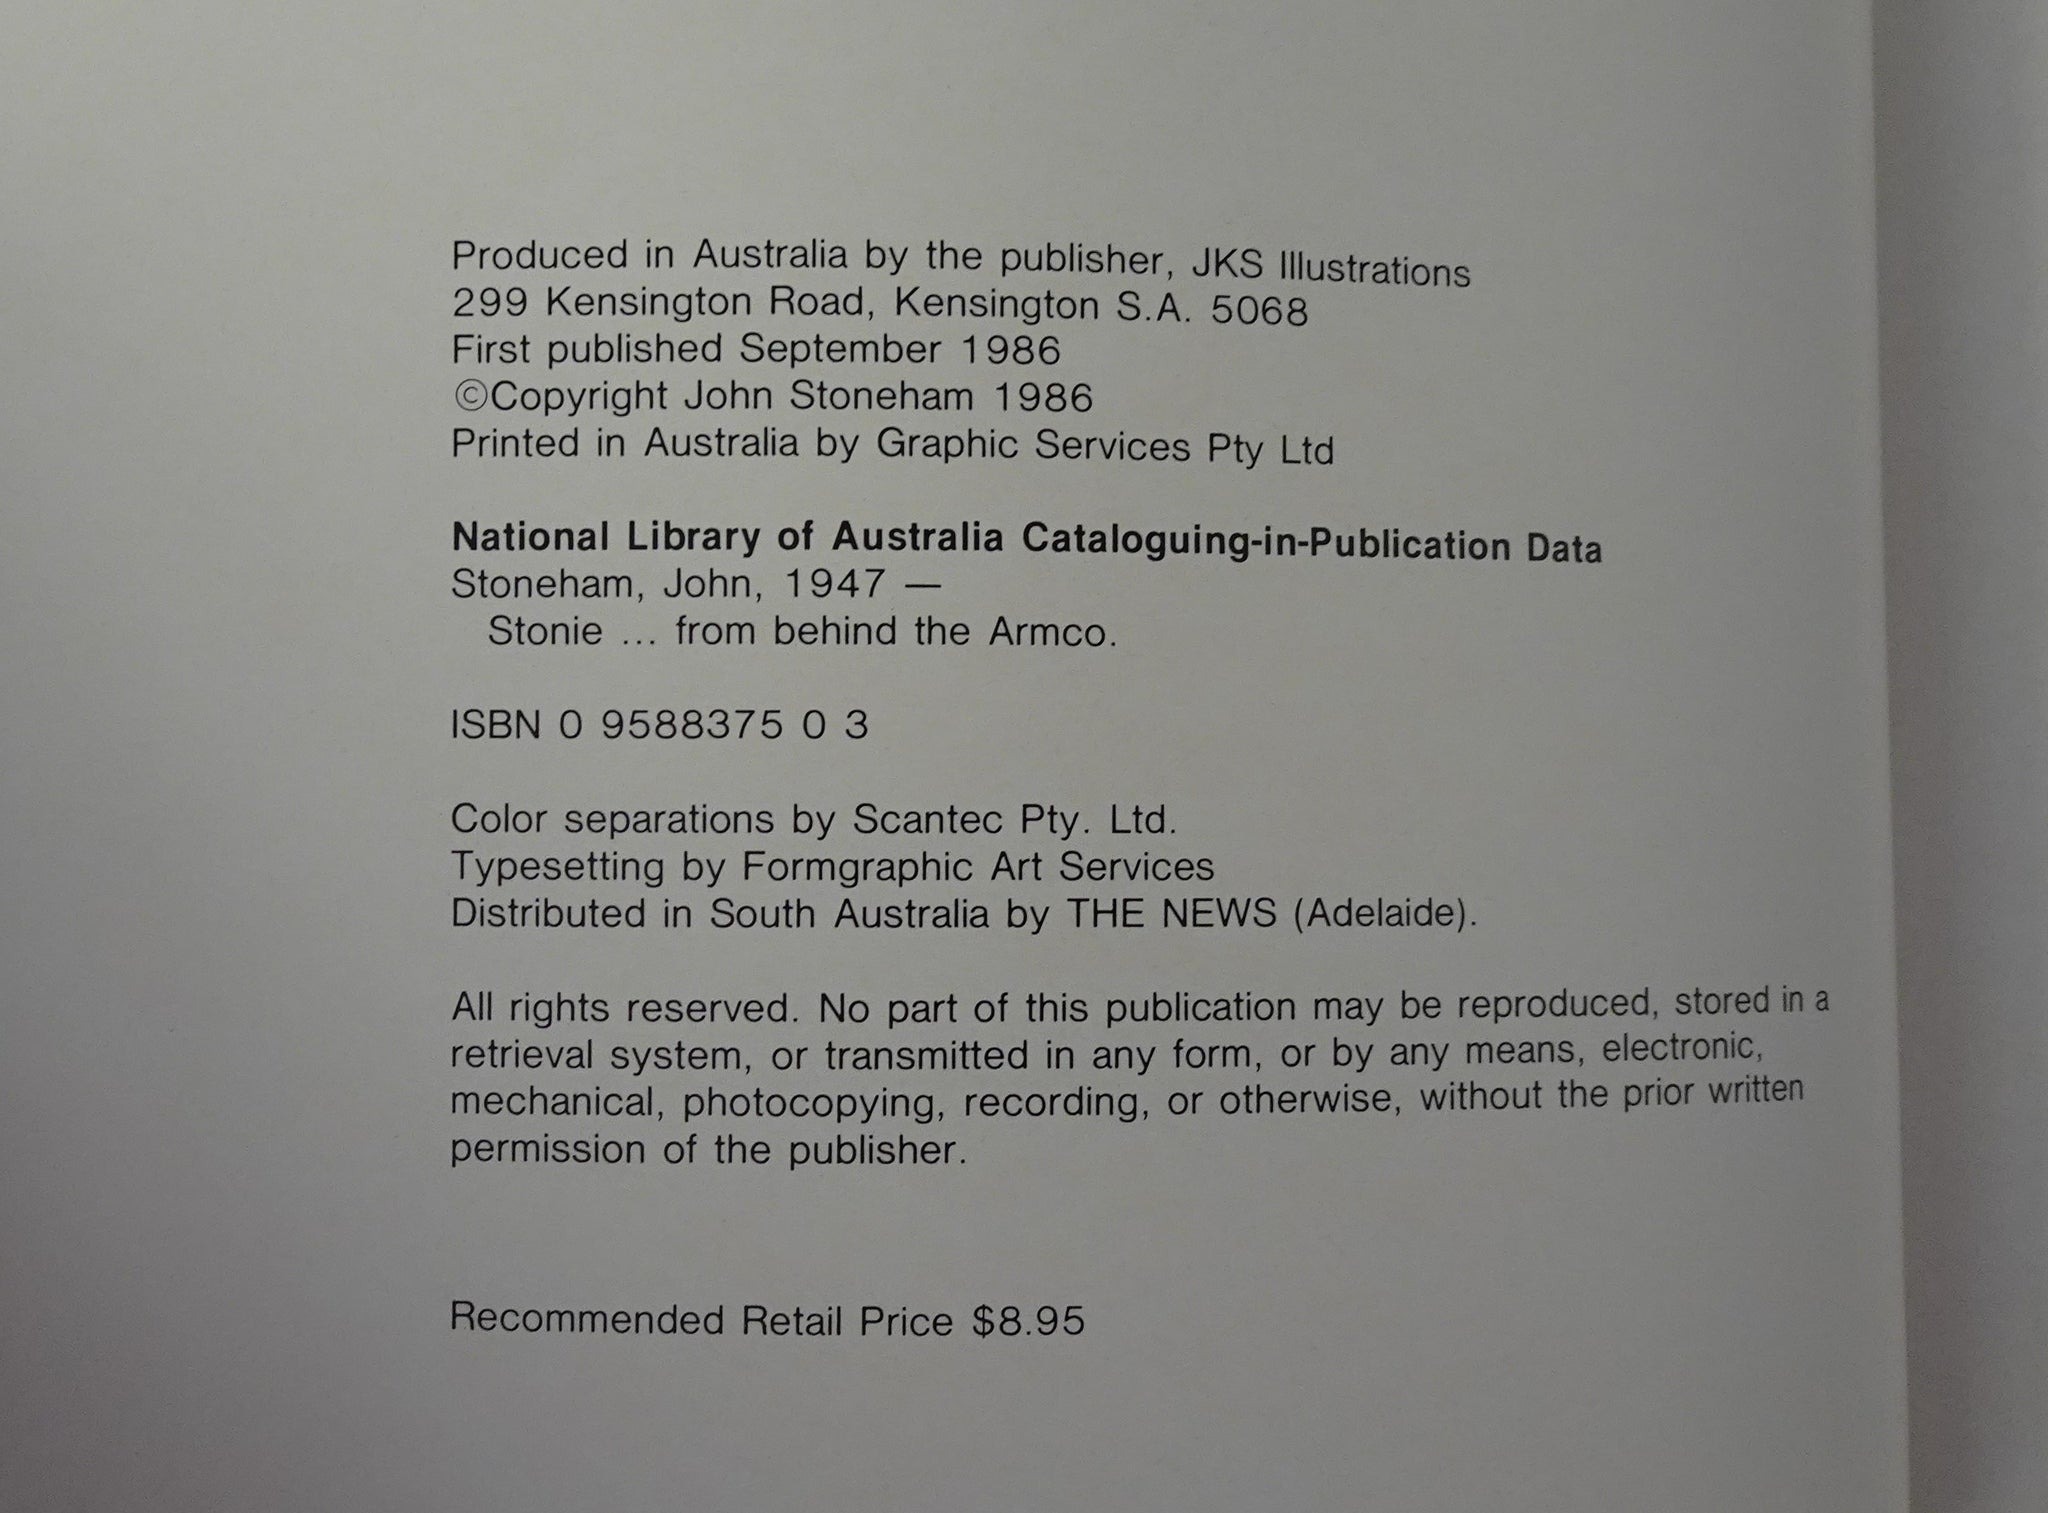 Produced in Australia by the publisher, JKS Illustrations
299 Kensington Road, Kensington S.A. 5068
First published September 1986
©Copyright John Stoneham 1986
Printed in Australia by Graphic Services Pty Ltd
National Library of Australia Cataloguing-in-Publication Data
Stoneham, John, 1947 —
Stonie ... from behind the Armco.
ISBN 0 9588375 0 3
Color separations by Scantec Pty. Ltd.
Typesetting by Formgraphic Art Services
Distributed in South Australia by THE NEWS (Adelaide).
All rights reserved. No part of this publication may be reproduced, stored in a
retrieval system, or transmitted in any form, or by any means, electronic,
mechanical, photocopying, recording, or otherwise, without the prior written
permission of the publisher.
Recommended Retail Price $8.95